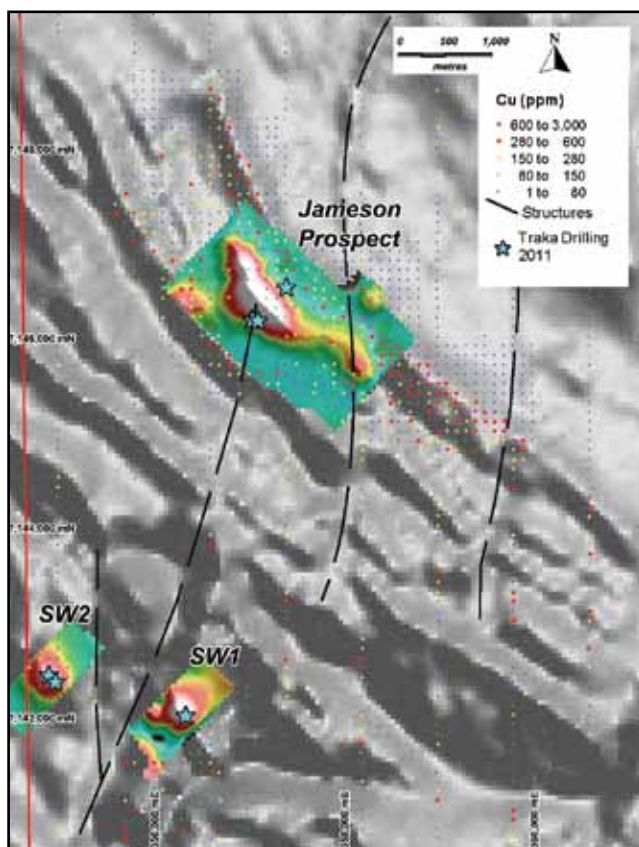 0 500 1,000
metres
N
Cu (ppm)
600 to 3,000
280 to 600
150 to 280
80 to 150
1 to 80
Structures
Traka Drilling
2011
Jameson
Prospect
7,146,000 mN
7,144,000 mN
SW2
SW1
7,142,000 mN